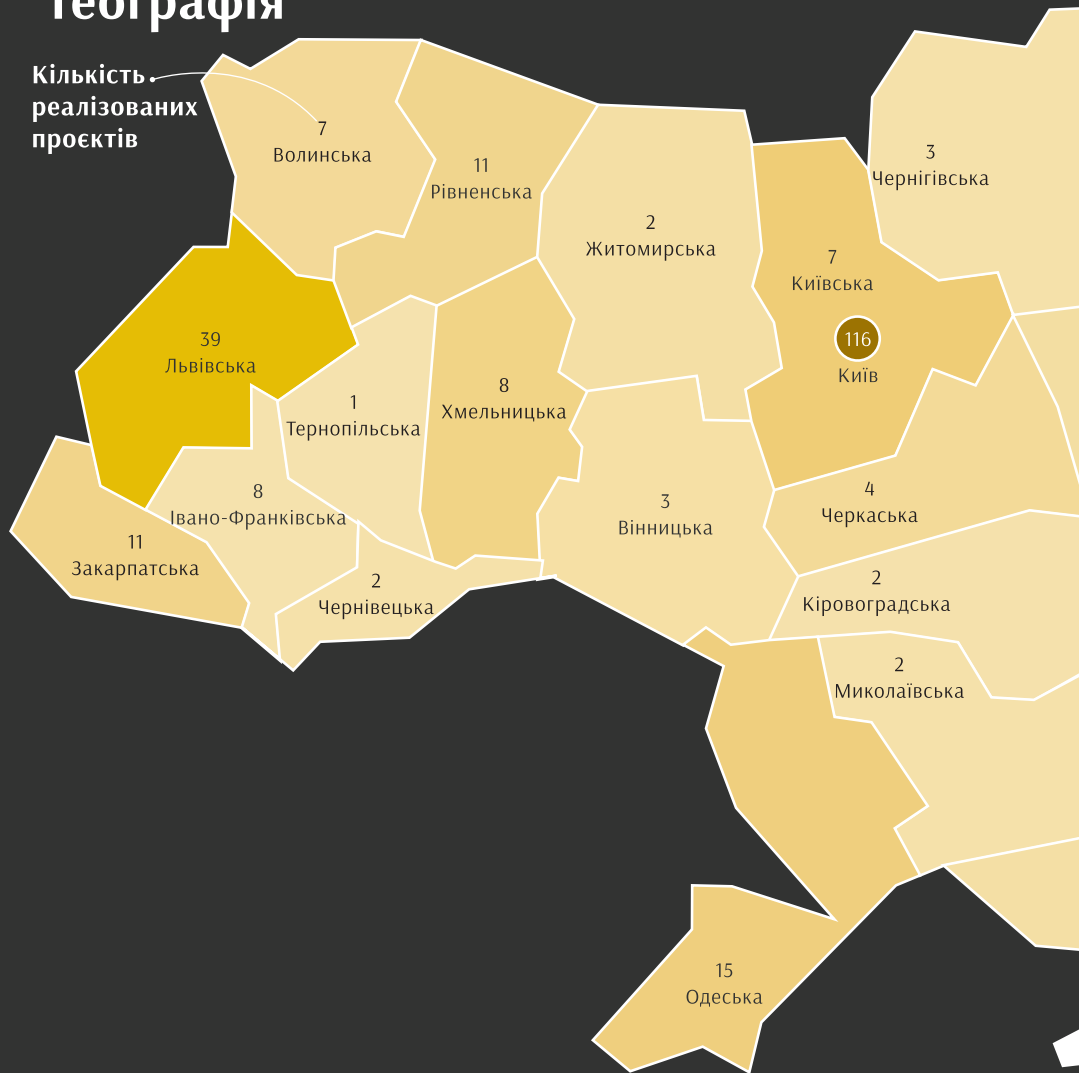 Географія
Кількість
реалізованих
проєктів
7
Волинська
11
Рівненська
2
Житомирська
3
Чернігівська
7
Київська
116
Київ
39
Львівська
1
Тернопільська
8
Хмельницька
8
Івано-Франківська
11
Закарпатська
2
Чернівецька
3
Вінницька
4
Черкаська
2
Кіровоградська
2
Миколаївська
15
Одеська